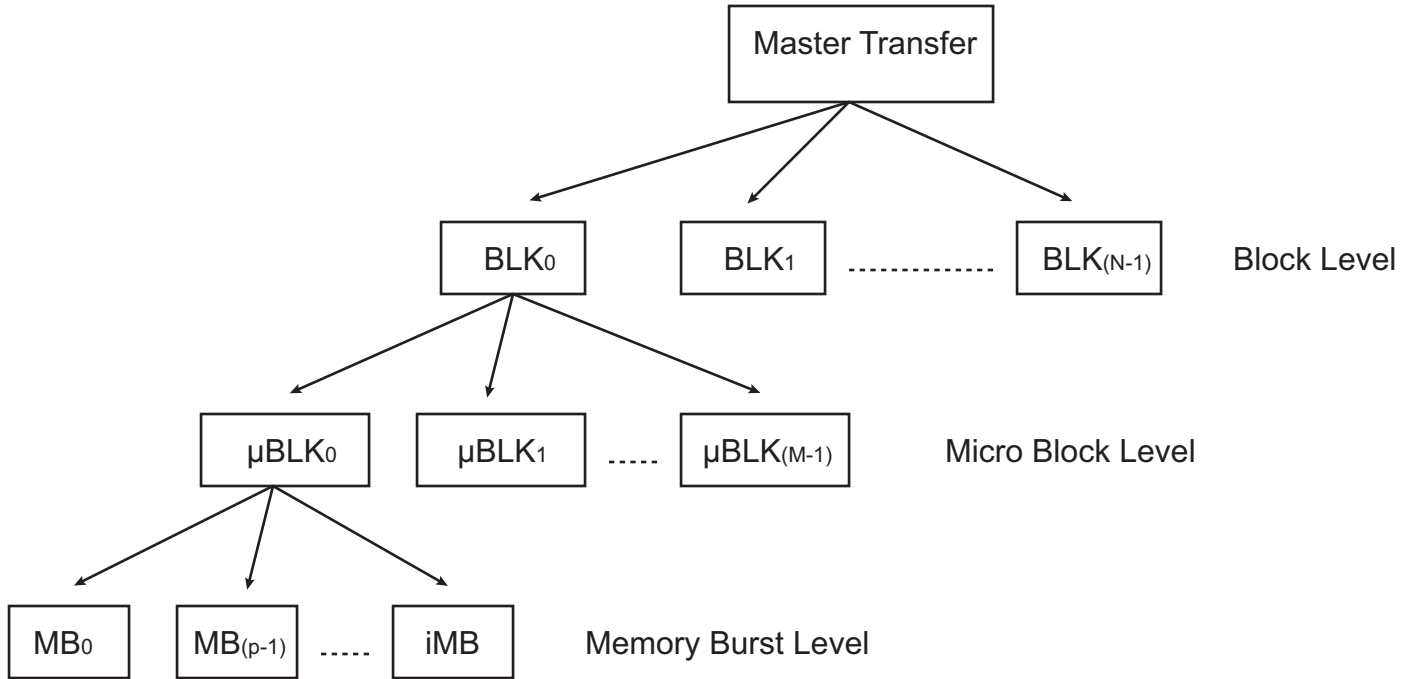 Master Transfer
BLK0 BLK1 BLK(N-1) Block Level
µBLK0 µBLK1 µBLK(M-1) Micro Block Level
MB0 MB(p-1) iMB Memory Burst Level